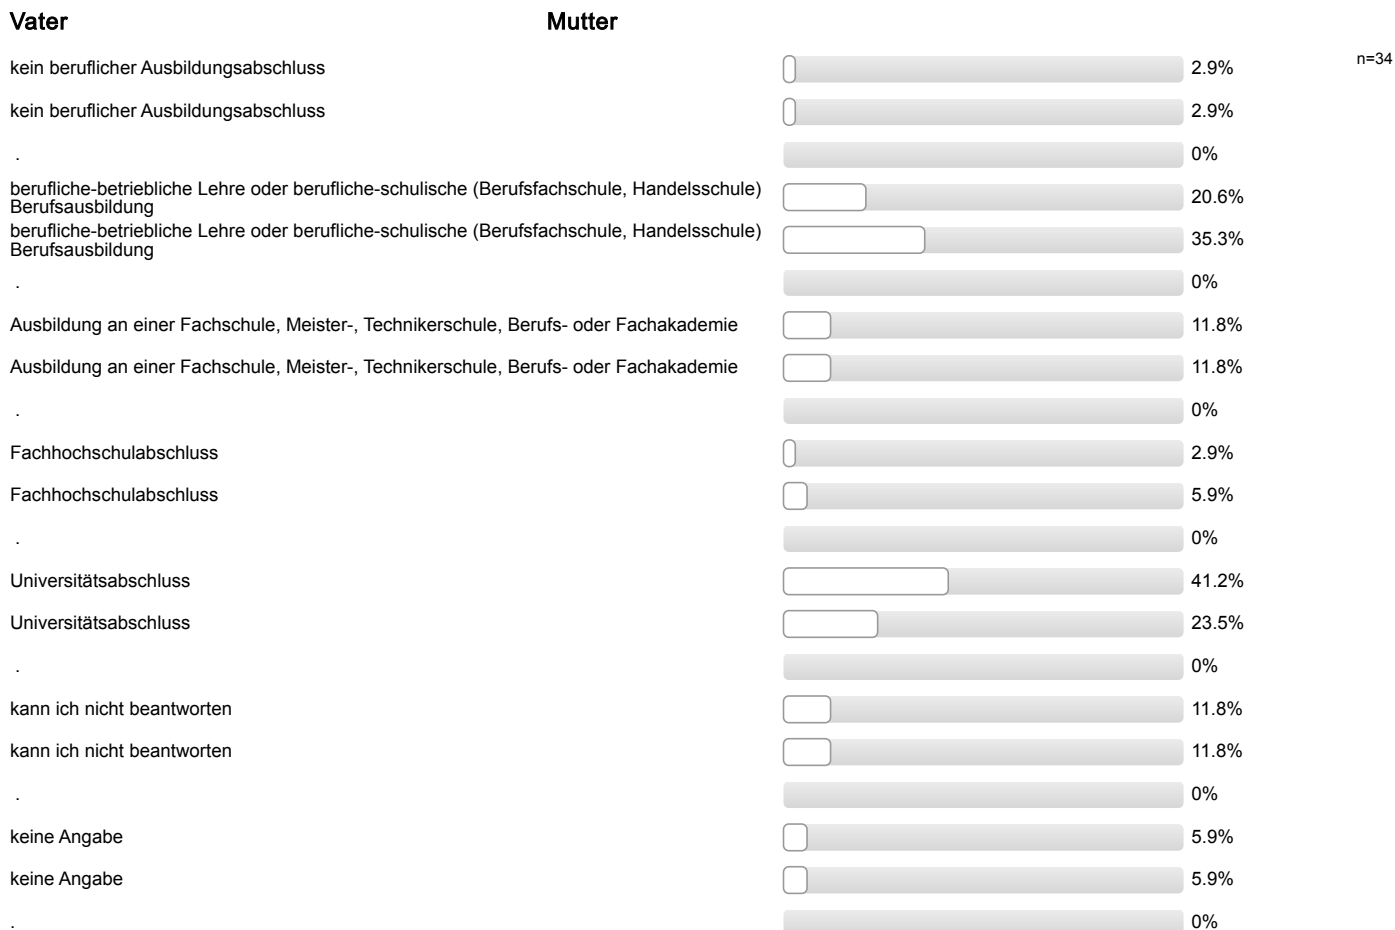 Vater Mutter
kein beruflicher Ausbildungsabschluss 2.9% n=34
kein beruflicher Ausbildungsabschluss 2.9%
. 0%
berufliche-betriebliche Lehre oder berufliche-schulische (Berufsfachschule, Handelsschule)
Berufsausbildung 20.6%
berufliche-betriebliche Lehre oder berufliche-schulische (Berufsfachschule, Handelsschule)
Berufsausbildung 35.3%
. 0%
Ausbildung an einer Fachschule, Meister-, Technikerschule, Berufs- oder Fachakademie 11.8%
Ausbildung an einer Fachschule, Meister-, Technikerschule, Berufs- oder Fachakademie 11.8%
. 0%
Fachhochschulabschluss 2.9%
Fachhochschulabschluss 5.9%
. 0%
Universitätsabschluss 41.2%
Universitätsabschluss 23.5%
. 0%
kann ich nicht beantworten 11.8%
kann ich nicht beantworten 11.8%
. 0%
keine Angabe 5.9%
keine Angabe 5.9%
. 0%